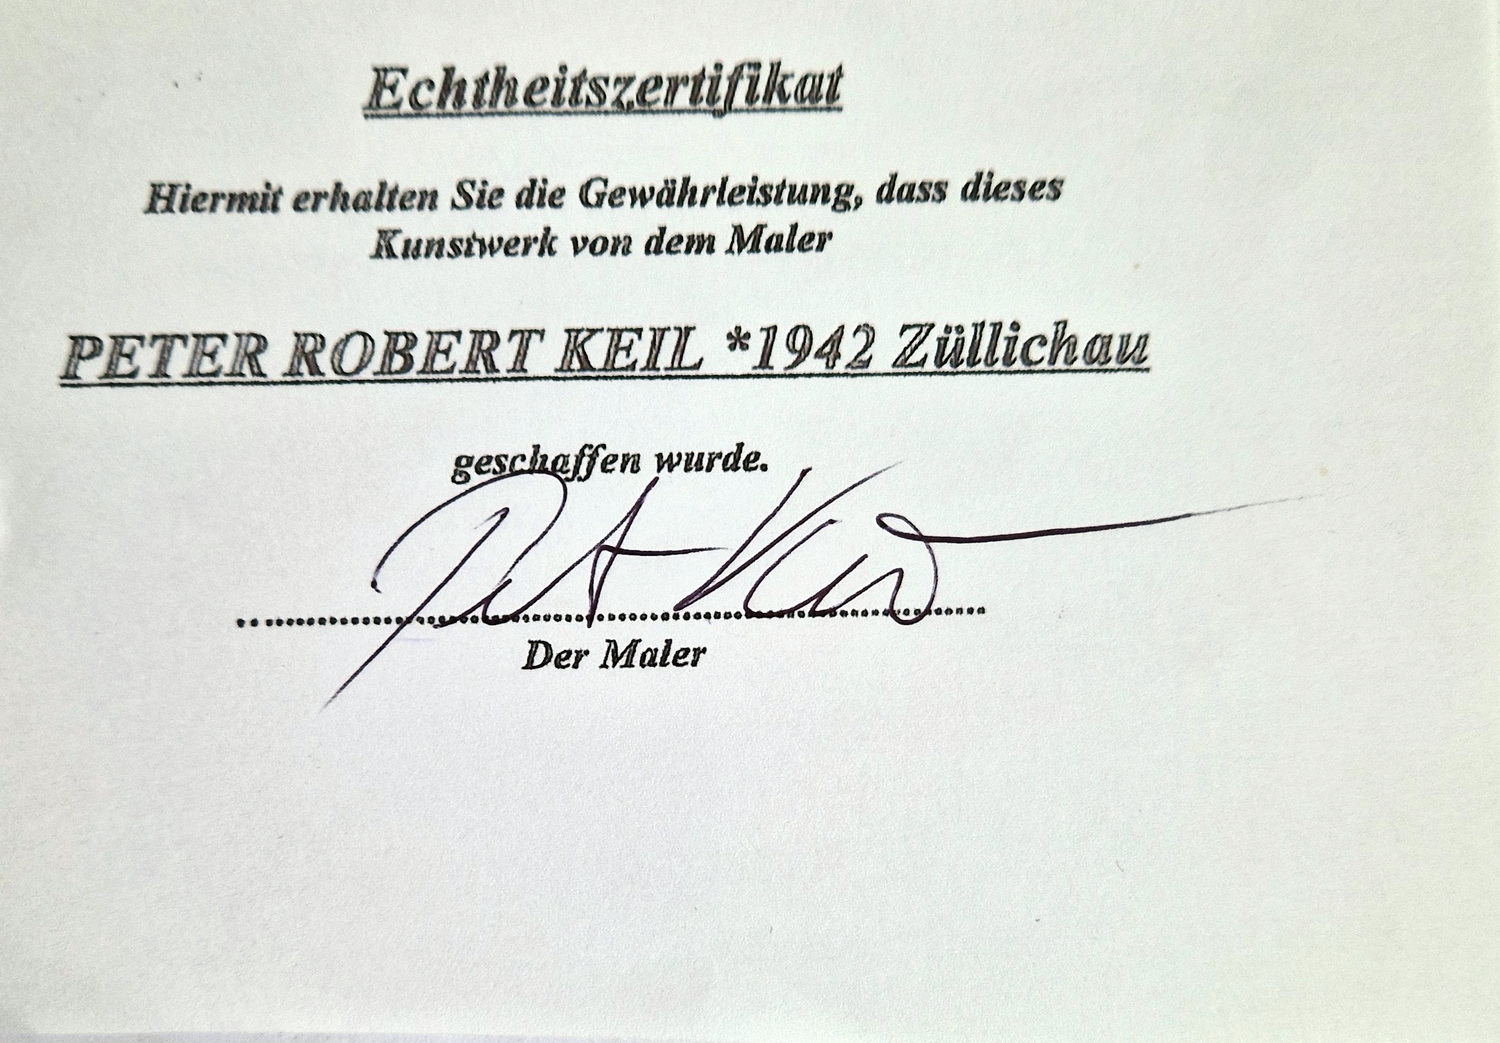 Echtheitszertifikat
Hiermit erhalten Sie die Gewährleistung, dass dieses
Kunstwerk von dem Maler
PETER ROBERT KEIL *1942 Züllichau
geschaffen wurde.
Der Maler